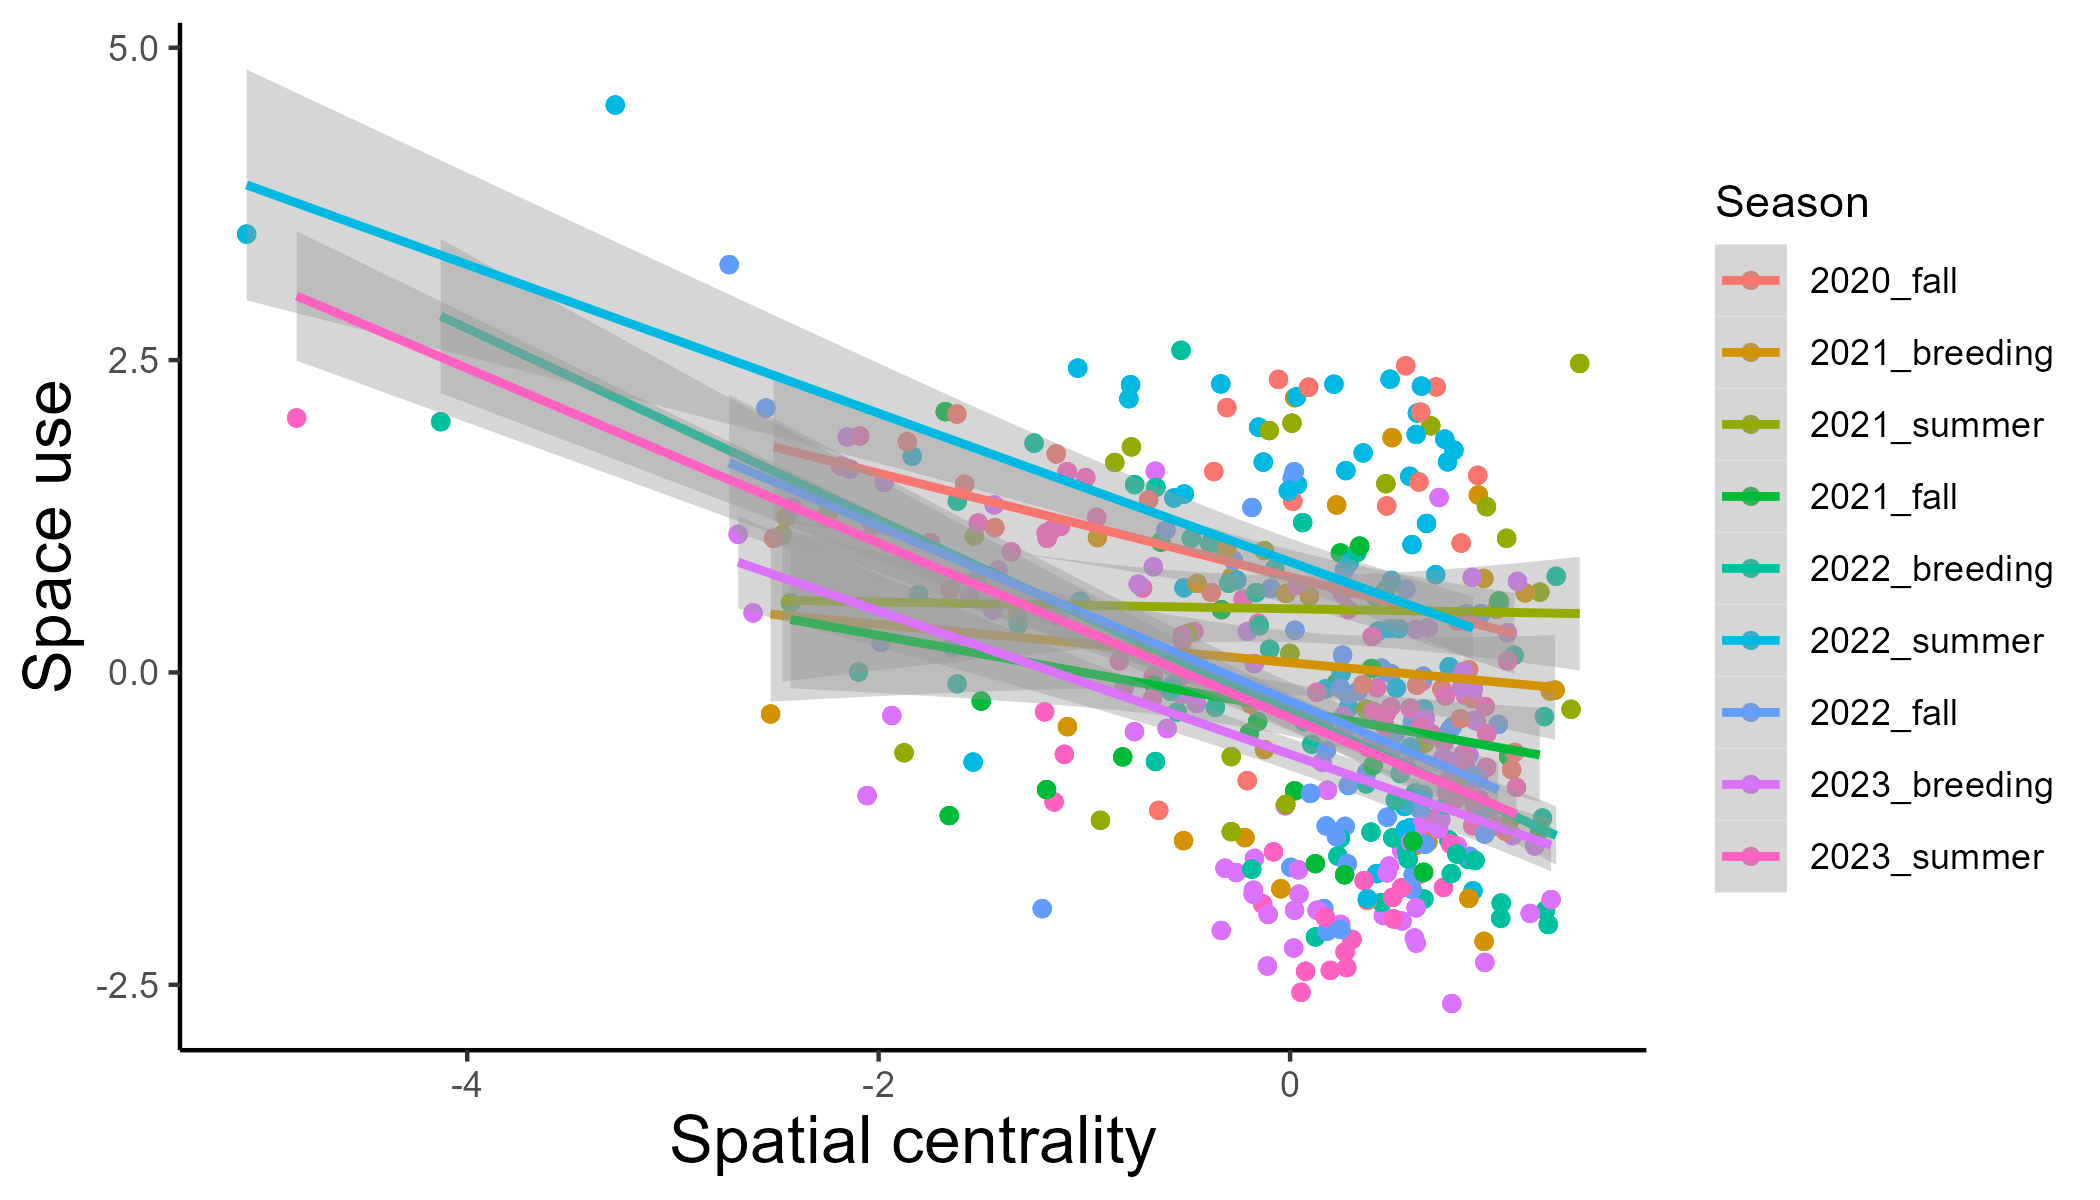 Space use
5.0
2.5
0.0
-2.5
-4
-2
0
Spatial centrality
Season
2020_fall
2021_breeding
2021_summer
2021_fall
2022_breeding
2022_summer
2022_fall
2023_breeding
2023_summer